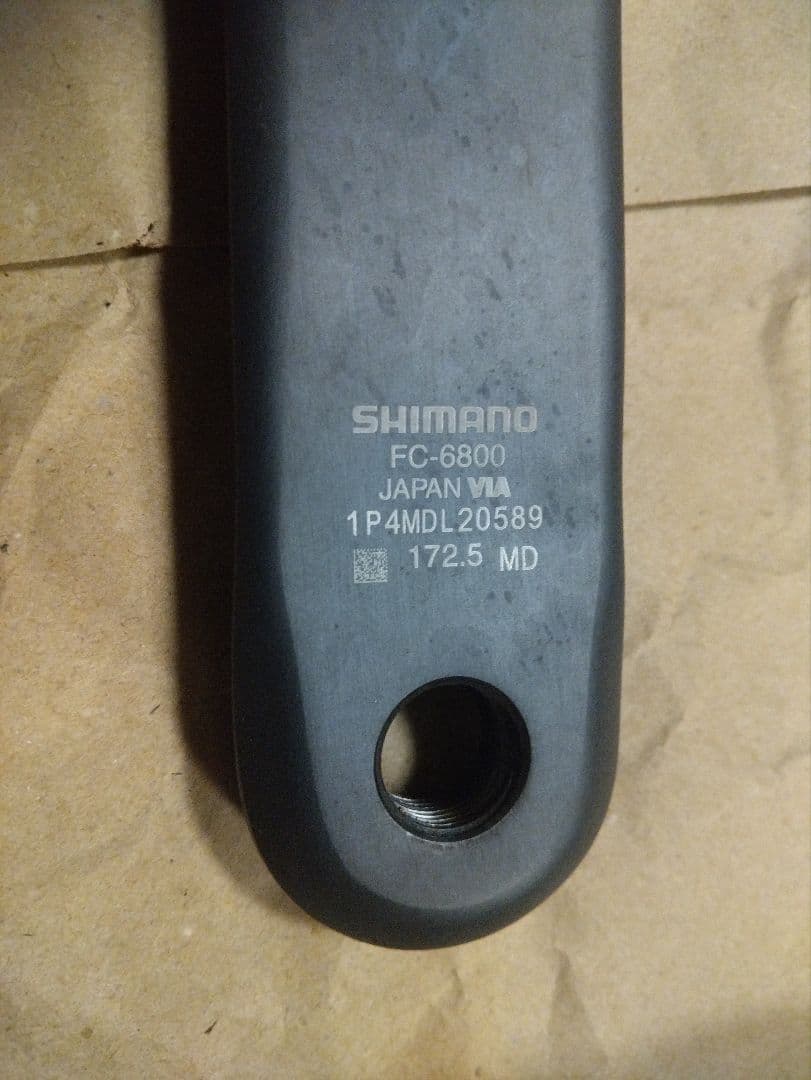 SHIMANO
FC-6800
JAPAN VIA
1P4MDL20589
172.5 MD